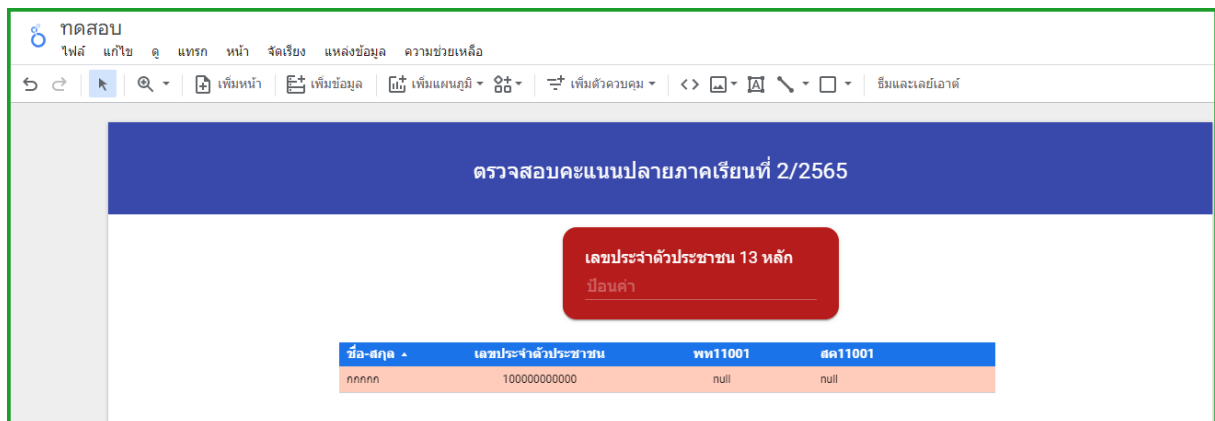 ทดสอบ
ไฟล์ แก้ไข ดู แทรก หน้า จัดเรียง แหล่งข้อมูล ความช่วยเหลือ
เพิ่มหน้า เพิ่มข้อมูล เพิ่มแผนภูมิ เพิ่มตัวควบคุม ธีมและเลย์เอาต์
ตรวจสอบคะแนนปลายภาคเรียนที่ 2/2565
เลขประจำตัวประชาชน 13 หลัก
ป้อนค่า
ชื่อ-สกุล เลขประจำตัวประชาชน พท11001 สค11001
กกกกก 100000000000 null null